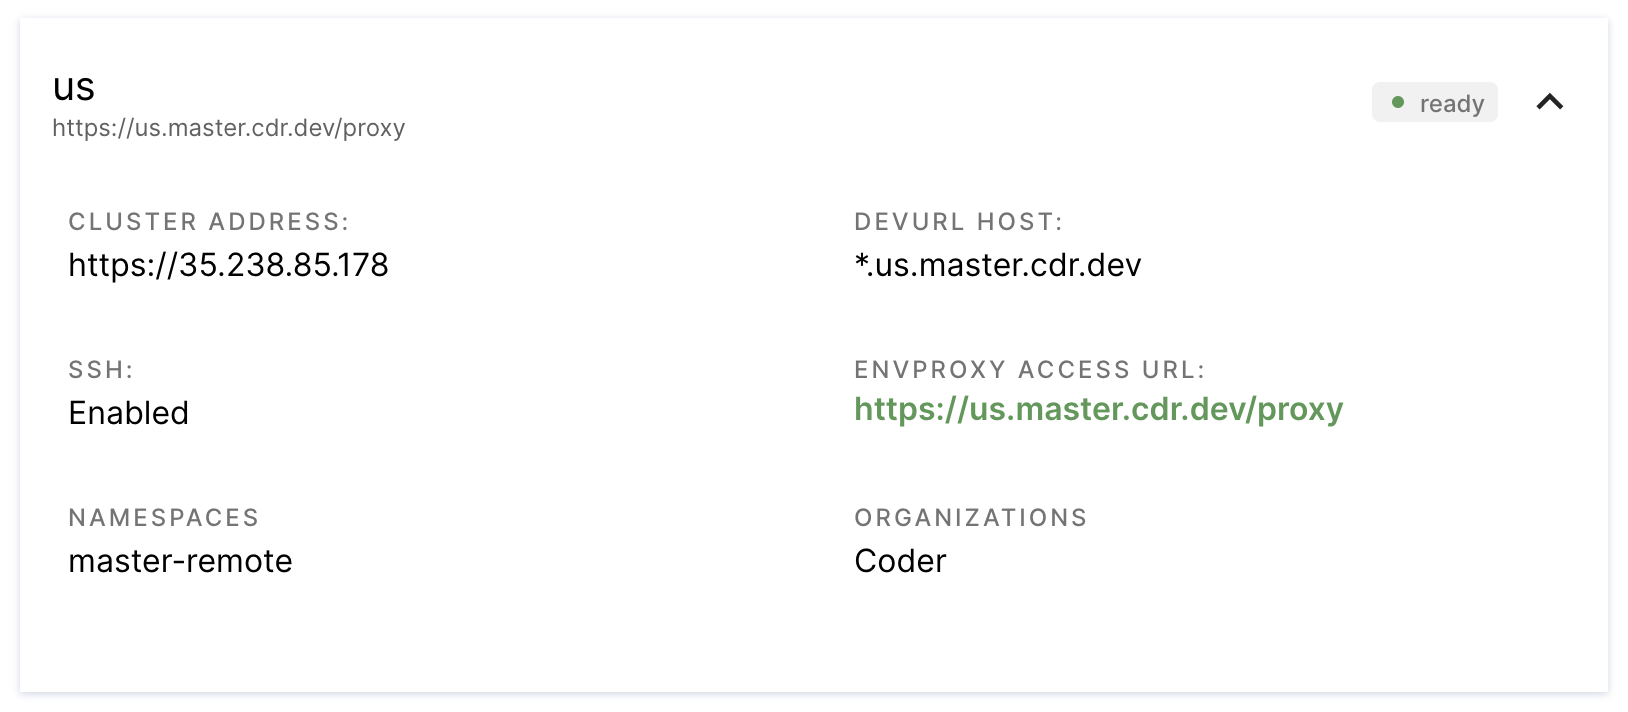 us
https://us.master.cdr.dev/proxy
ready
CLUSTER ADDRESS:
https://35.238.85.178
DEVURL HOST:
*.us.master.cdr.dev
SSH:
Enabled
ENVPROXY ACCESS URL:
https://us.master.cdr.dev/proxy
NAMESPACES
master-remote
ORGANIZATIONS
Coder